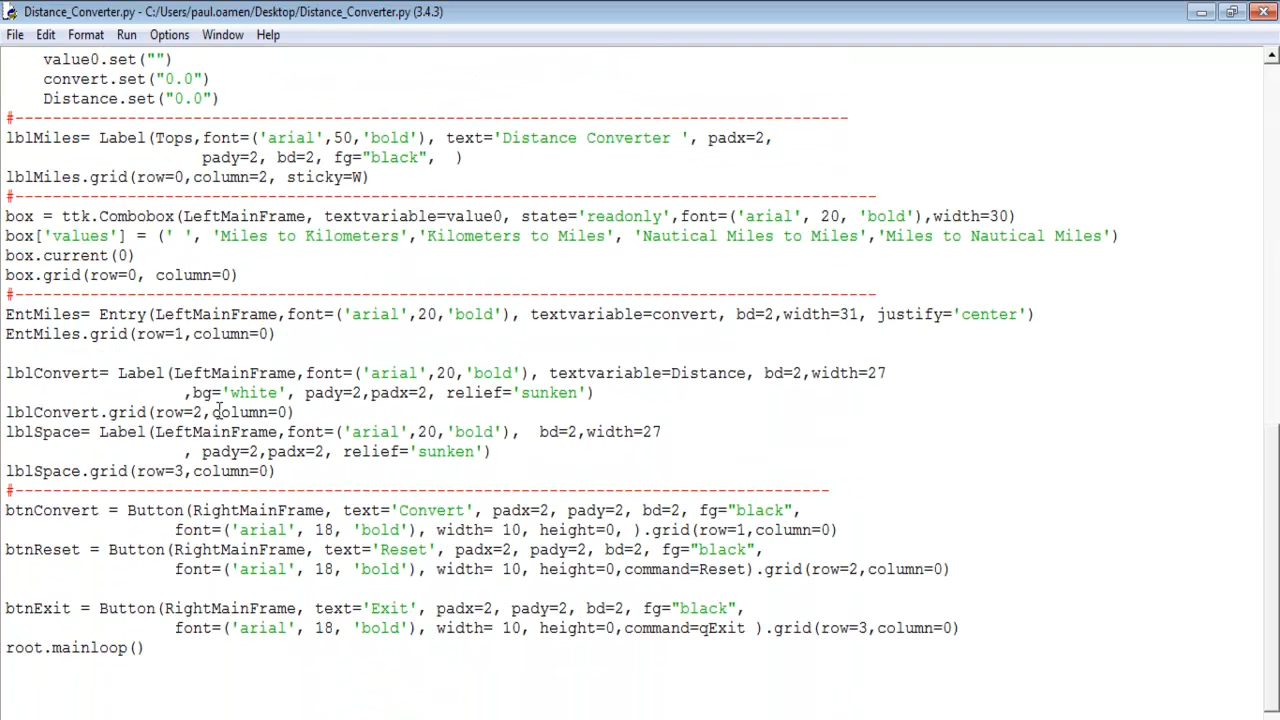 Distance_Converter.py - C:/Users/paul.oamen/Desktop/Distance_Converter.py (3.4.3)
File Edit Format Run Options Window Help
    value0.set("")
    convert.set("0.0")
    Distance.set("0.0")
#-----------------------------------------------------------------------------------------
lblMiles= Label(Tops,font=('arial',50,'bold'), text='Distance Converter ', padx=2,
                     pady=2, bd=2, fg="black",  )
lblMiles.grid(row=0,column=2, sticky=W)
#--------------------------------------------------------------------------------------------
box = ttk.Combobox(LeftMainFrame, textvariable=value0, state='readonly',font=('arial', 20, 'bold'),width=30)
box['values'] = (' ', 'Miles to Kilometers','Kilometers to Miles', 'Nautical Miles to Miles','Miles to Nautical Miles')
box.current(0)
box.grid(row=0, column=0)
#--------------------------------------------------------------------------------------------
EntMiles= Entry(LeftMainFrame,font=('arial',20,'bold'), textvariable=convert, bd=2,width=31, justify='center')
EntMiles.grid(row=1,column=0)
lblConvert= Label(LeftMainFrame,font=('arial',20,'bold'), textvariable=Distance, bd=2,width=27
                   ,bg='white', pady=2,padx=2, relief='sunken')
lblConvert.grid(row=2,column=0)
lblSpace= Label(LeftMainFrame,font=('arial',20,'bold'),  bd=2,width=27
                   , pady=2,padx=2, relief='sunken')
lblSpace.grid(row=3,column=0)
#---------------------------------------------------------------------------------------
btnConvert = Button(RightMainFrame, text='Convert', padx=2, pady=2, bd=2, fg="black",
                  font=('arial', 18, 'bold'), width= 10, height=0, ).grid(row=1,column=0)
btnReset = Button(RightMainFrame, text='Reset', padx=2, pady=2, bd=2, fg="black",
                  font=('arial', 18, 'bold'), width= 10, height=0,command=Reset).grid(row=2,column=0)
btnExit = Button(RightMainFrame, text='Exit', padx=2, pady=2, bd=2, fg="black",
                  font=('arial', 18, 'bold'), width= 10, height=0,command=qExit ).grid(row=3,column=0)
root.mainloop()